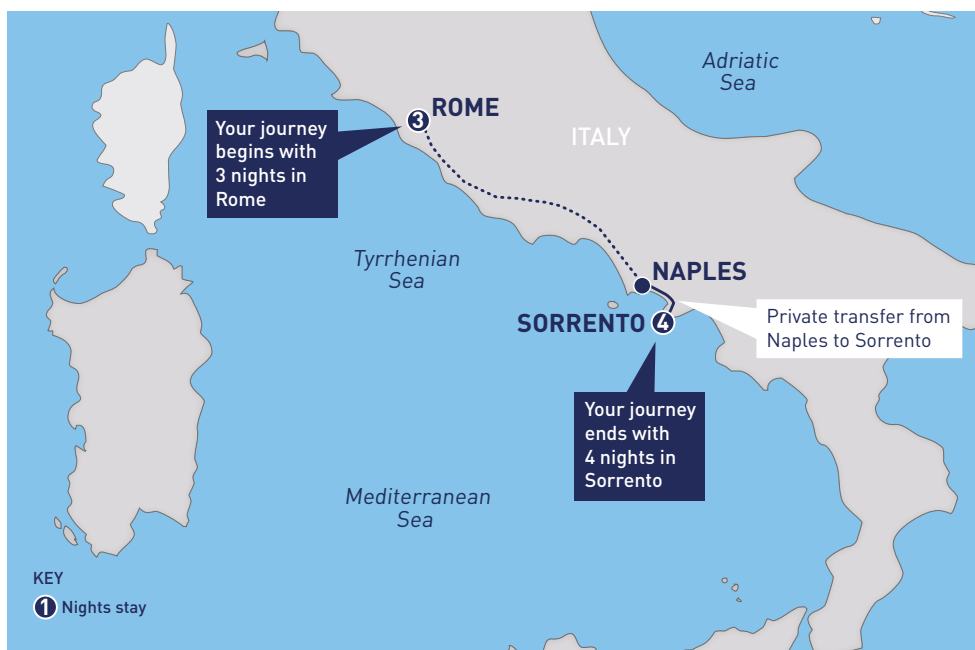 Adriatic
Sea
ROME
3
ITALY
Your journey
begins with
3 nights in
Rome
Tyrrhenian
Sea
NAPLES
SORRENTO
4
Private transfer from
Naples to Sorrento
Your journey
ends with
4 nights in
Sorrento
Mediterranean
Sea
KEY
1 Nights stay